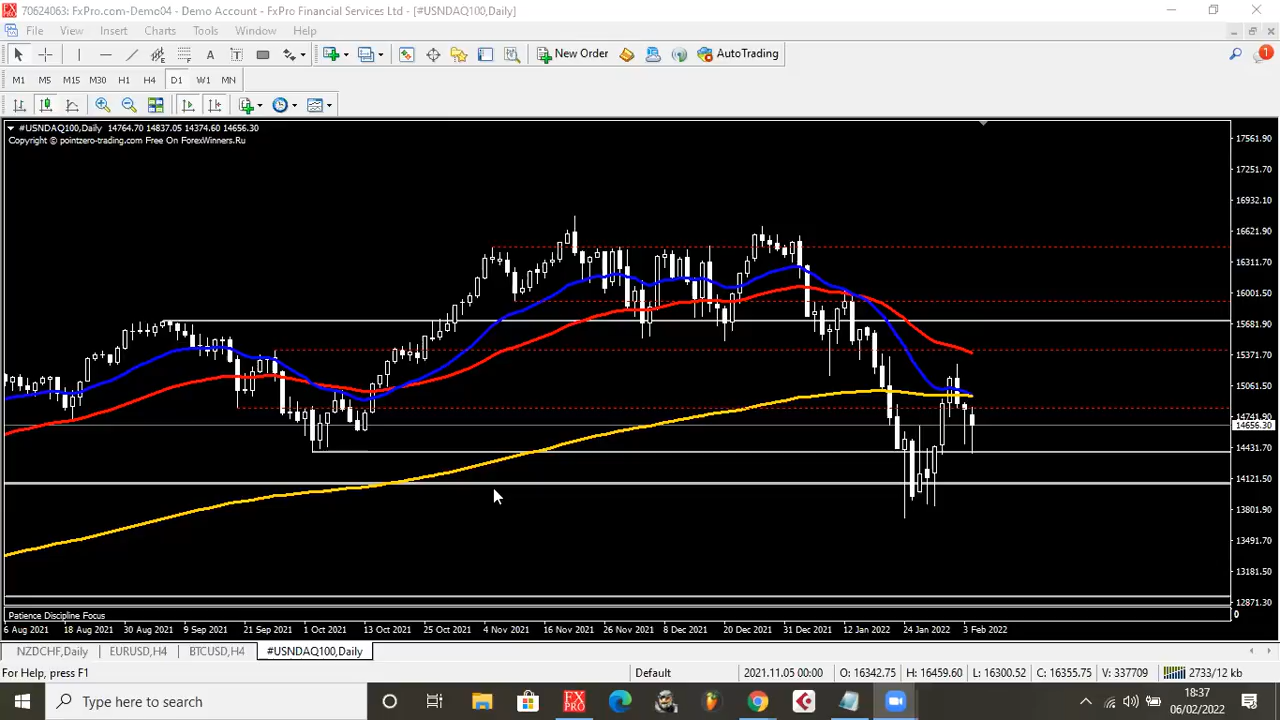 70624063: FxPro.com-Demo04 - Demo Account - FxPro Financial Services Ltd - [#USNDAQ100,Daily]
File View Insert Charts Tools Window Help
New Order AutoTrading 1
M1 M5 M15 M30 H1 H4 D1 W1 MN
#USNDAQ100,Daily 14764.70 14837.05 14374.60 14656.30
Copyright © pointzero-trading.com Free On ForexWinners.Ru
17561.90
17251.70
16932.10
16621.90
16311.70
16001.50
15681.90
15371.70
15061.50
14741.90
14656.30
14431.70
14121.50
13801.90
13491.70
13181.50
12871.30
Patience Discipline Focus 0
6 Aug 2021 18 Aug 2021 30 Aug 2021 9 Sep 2021 21 Sep 2021 1 Oct 2021 13 Oct 2021 25 Oct 2021 4 Nov 2021 16 Nov 2021 26 Nov 2021 8 Dec 2021 20 Dec 2021 31 Dec 2021 12 Jan 2022 24 Jan 2022 3 Feb 2022
NZDCHF,Daily EURUSD,H4 BTCUSD,H4 #USNDAQ100,Daily
For Help, press F1 Default 2021.11.05 00:00 O: 16342.75 H: 16459.60 L: 16300.52 C: 16355.75 V: 337709 2733/12 kb
Type here to search
FX
PRO
18:37
06/02/2022